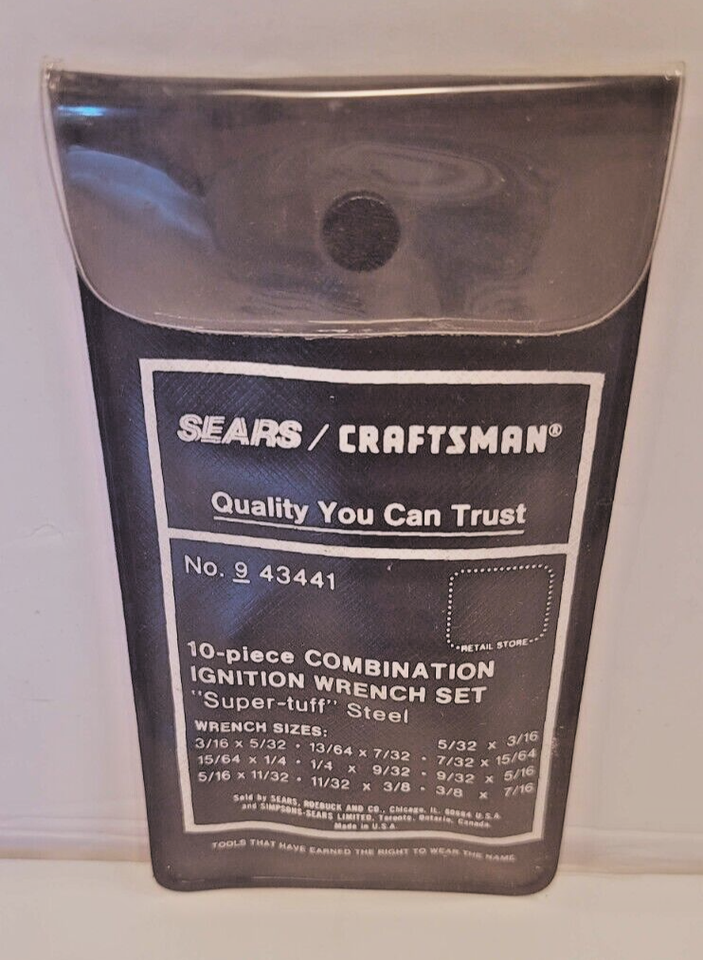 SEARS / CRAFTSMAN®
Quality You Can Trust
No. 9 43441
RETAIL STORE
10-piece COMBINATION
IGNITION WRENCH SET
"Super-tuff" Steel
WRENCH SIZES: 5/32 x 3/16
3/16 x 5/32 · 13/64 x 7/32 · 7/32 x 15/64
15/64 x 1/4 · 1/4 x 9/32 · 9/32 x 5/16
5/16 x 11/32 · 11/32 x 3/8 · 3/8 x 7/16
Sold by SEARS, ROEBUCK AND CO., Chicago, IL. 60684 U.S.A.
and SIMPSONS-SEARS LIMITED, Toronto, Ontario, Canada.
Made in U.S.A.
TOOLS THAT HAVE EARNED THE RIGHT TO WEAR THE NAME